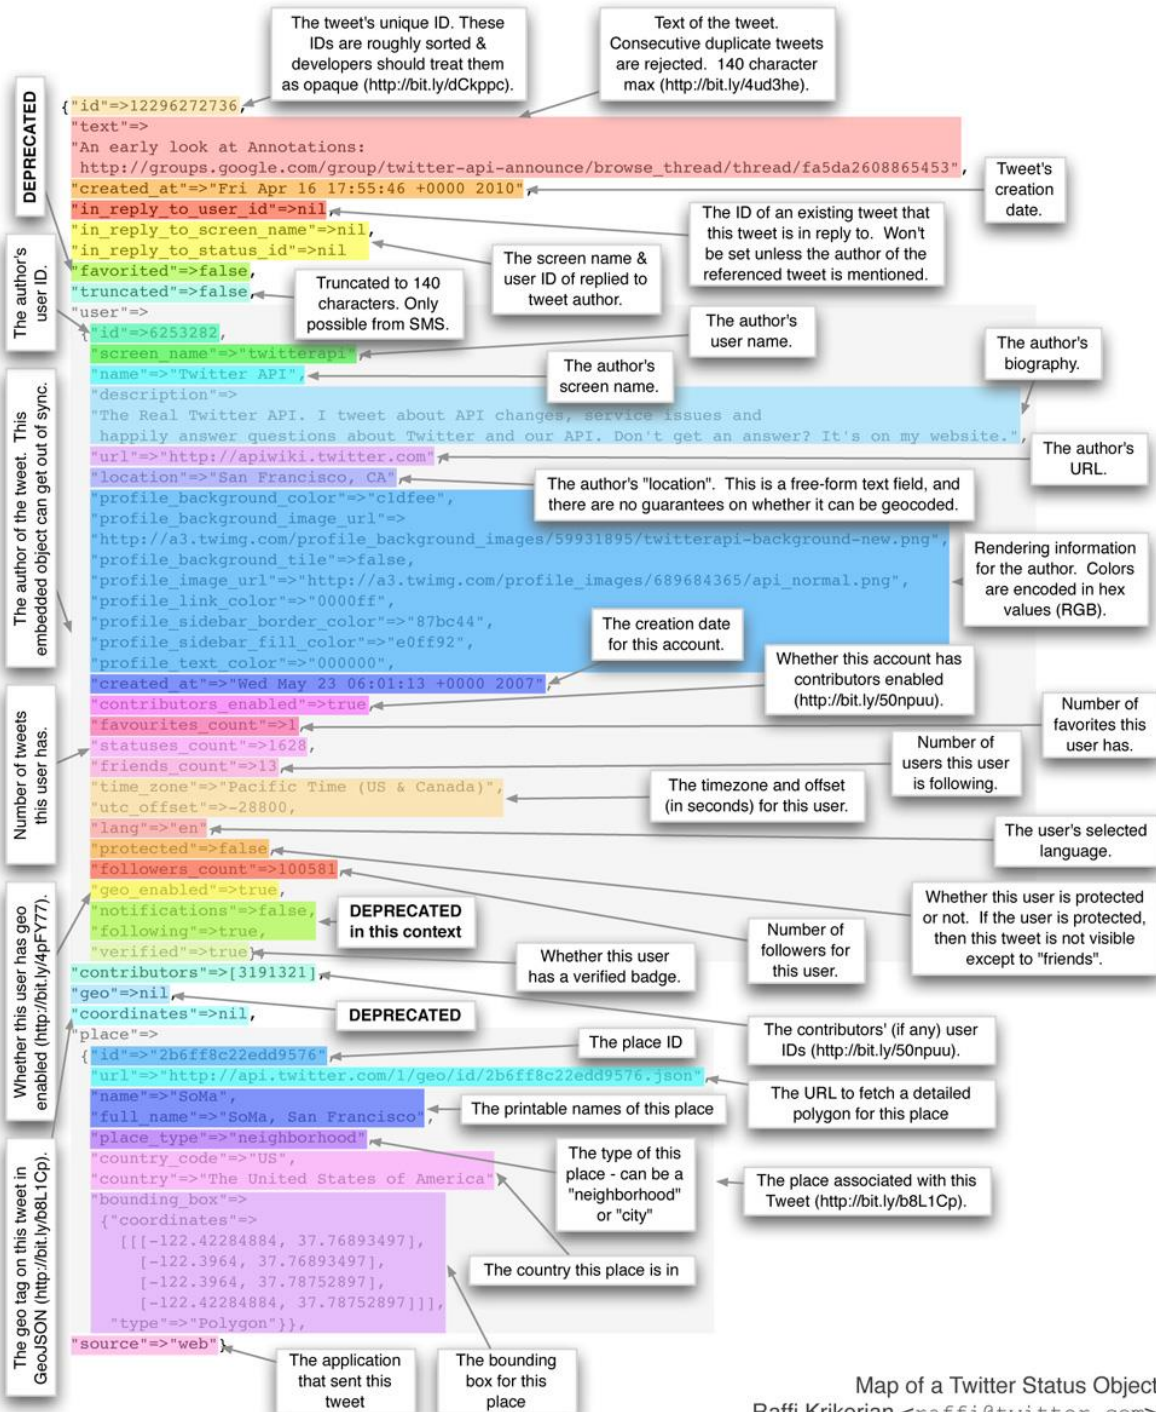 The tweet's unique ID. These
IDs are roughly sorted &
developers should treat them
as opaque (http://bit.ly/dCkppc).
Text of the tweet.
Consecutive duplicate tweets
are rejected. 140 character
max (http://bit.ly/4ud3he).
DEPRECATED
{"id"=>12296272736,
"text"=>
"An early look at Annotations:
http://groups.google.com/group/twitter-api-announce/browse_thread/thread/fa5da2608865453",
Tweet's
creation
date.
"created_at"=>"Fri Apr 16 17:55:46 +0000 2010",
"in_reply_to_user_id"=>nil,
The ID of an existing tweet that
this tweet is in reply to. Won't
be set unless the author of the
referenced tweet is mentioned.
"in_reply_to_screen_name"=>nil,
"in_reply_to_status_id"=>nil
The screen name &
user ID of replied to
tweet author.
"favorited"=>false,
"truncated"=>false,
Truncated to 140
characters. Only
possible from SMS.
The author's
user ID.
"user"=>
{"id"=>6253282,
The author's
user name.
"screen_name"=>"twitterapi",
The author's
screen name.
"name"=>"Twitter API",
The author's
biography.
"description"=>
"The Real Twitter API. I tweet about API changes, service issues and
happily answer questions about Twitter and our API. Don't get an answer? It's on my website.",
The author's
URL.
"url"=>"http://apiwiki.twitter.com",
"location"=>"San Francisco, CA",
The author's "location". This is a free-form text field, and
there are no guarantees on whether it can be geocoded.
The author of the tweet. This
embedded object can get out of sync.
"profile_background_color"=>"c1dfee",
"profile_background_image_url"=>
"http://a3.twimg.com/profile_background_images/59931895/twitterapi-background-new.png",
"profile_background_tile"=>false,
"profile_image_url"=>"http://a3.twimg.com/profile_images/689684365/api_normal.png",
"profile_link_color"=>"0000ff",
"profile_sidebar_border_color"=>"87bc44",
"profile_sidebar_fill_color"=>"e0ff92",
"profile_text_color"=>"000000",
Rendering information
for the author. Colors
are encoded in hex
values (RGB).
The creation date
for this account.
"created_at"=>"Wed May 23 06:01:13 +0000 2007",
Whether this account has
contributors enabled
(http://bit.ly/50npuu).
"contributors_enabled"=>true,
"favourites_count"=>1,
Number of
favorites this
user has.
Number of tweets
this user has.
"statuses_count"=>1628,
"friends_count"=>13,
Number of
users this user
is following.
"time_zone"=>"Pacific Time (US & Canada)",
"utc_offset"=>-28800,
The timezone and offset
(in seconds) for this user.
"lang"=>"en",
The user's selected
language.
"protected"=>false,
Whether this user is protected
or not. If the user is protected,
then this tweet is not visible
except to "friends".
"followers_count"=>100581,
Number of
followers for
this user.
Whether this user has geo
enabled (http://bit.ly/4pFY77).
"geo_enabled"=>true,
"notifications"=>false,
"following"=>true,
DEPRECATED
in this context
"verified"=>true},
Whether this user
has a verified badge.
"contributors"=>[3191321],
The contributors' (if any) user
IDs (http://bit.ly/50npuu).
"geo"=>nil,
DEPRECATED
"coordinates"=>nil,
The geo tag on this tweet in
GeoJSON (http://bit.ly/b8L1Cp).
"place"=>
{"id"=>"2b6ff8c22edd9576",
The place ID
"url"=>"http://api.twitter.com/1/geo/id/2b6ff8c22edd9576.json",
The URL to fetch a detailed
polygon for this place
"name"=>"SoMa",
"full_name"=>"SoMa, San Francisco",
The printable names of this place
"place_type"=>"neighborhood",
The type of this
place - can be a
"neighborhood"
or "city"
The place associated with this
Tweet (http://bit.ly/b8L1Cp).
"country_code"=>"US",
"country"=>"The United States of America",
The country this place is in
"bounding_box"=>
{"coordinates"=>
[[[-122.42284884, 37.76893497],
[-122.3964, 37.76893497],
[-122.3964, 37.78752897],
[-122.42284884, 37.78752897]]],
"type"=>"Polygon"}},
The bounding
box for this
place
"source"=>"web"}
The application
that sent this
tweet
Map of a Twitter Status Object
Raffi Krikorian <raffi@twitter.com>